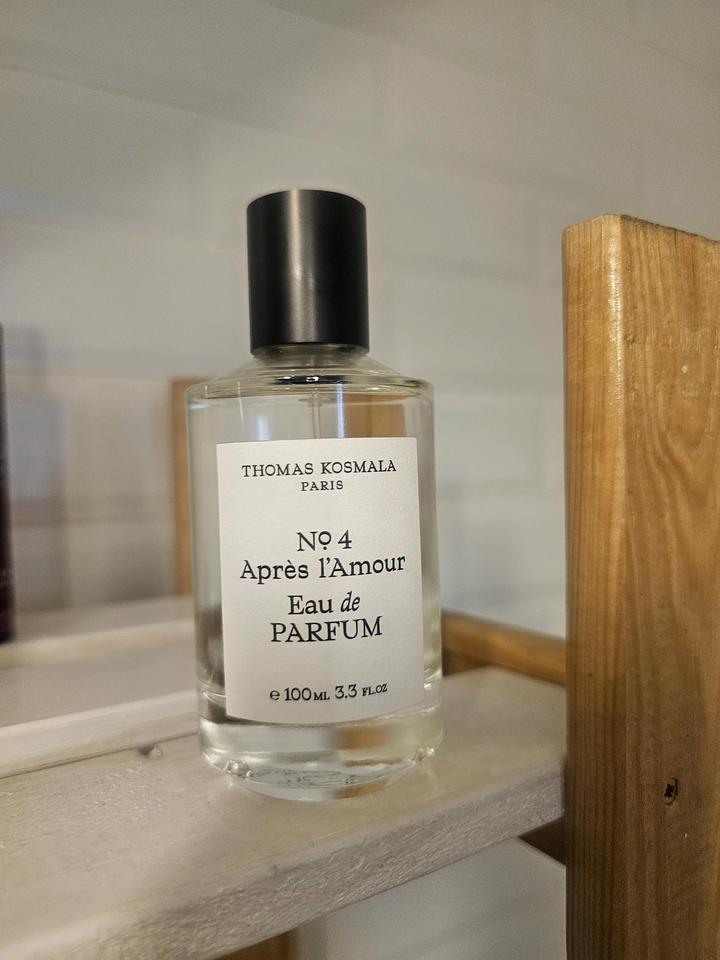 THOMAS KOSMALA
PARIS
Nº 4
Après l'Amour
Eau de
PARFUM
℮ 100ML 3.3 FL.OZ